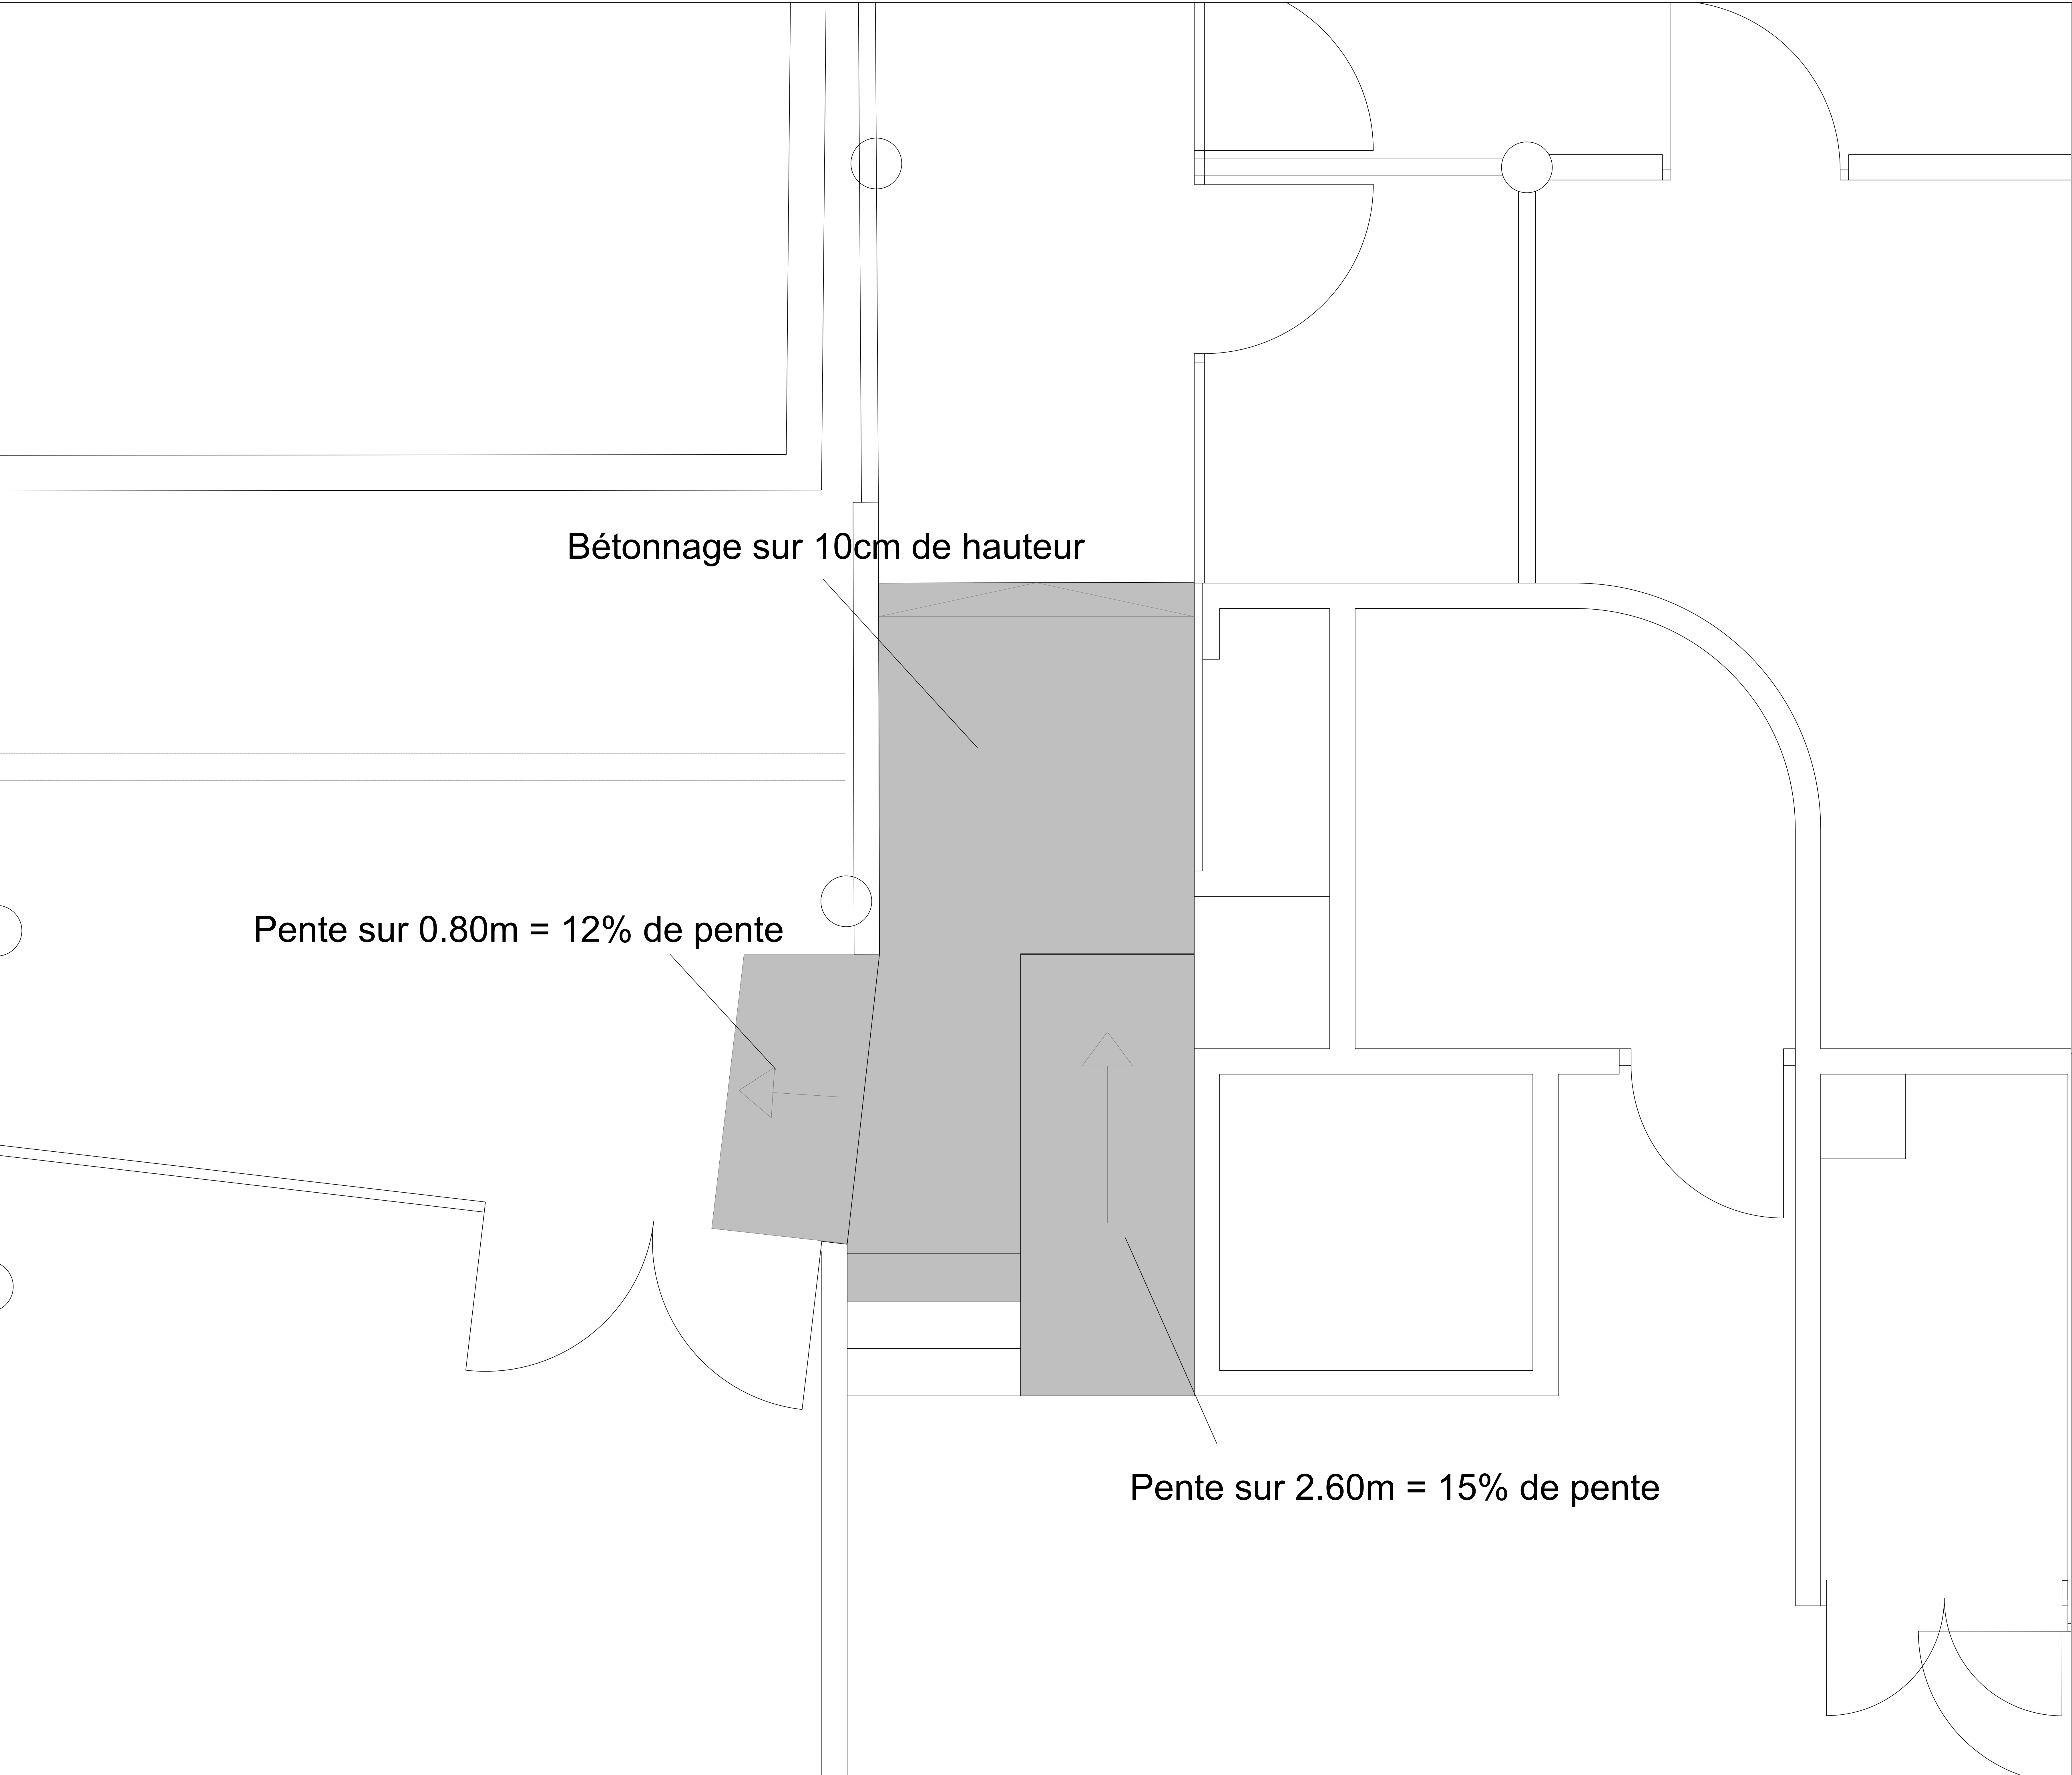 Bétonnage sur 10cm de hauteur
Pente sur 0.80m = 12% de pente
Pente sur 2.60m = 15% de pente